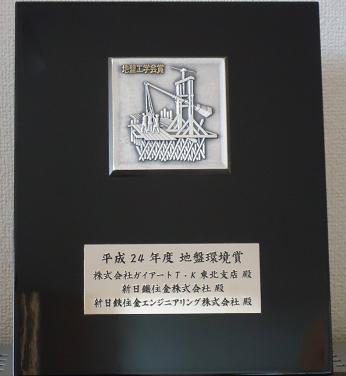 地盤工学会賞
平成 24 年度 地盤環境賞
株式会社ガイアートT・K 東北支店 殿
新日鐵住金株式会社 殿
新日鉄住金エンジニアリング株式会社 殿